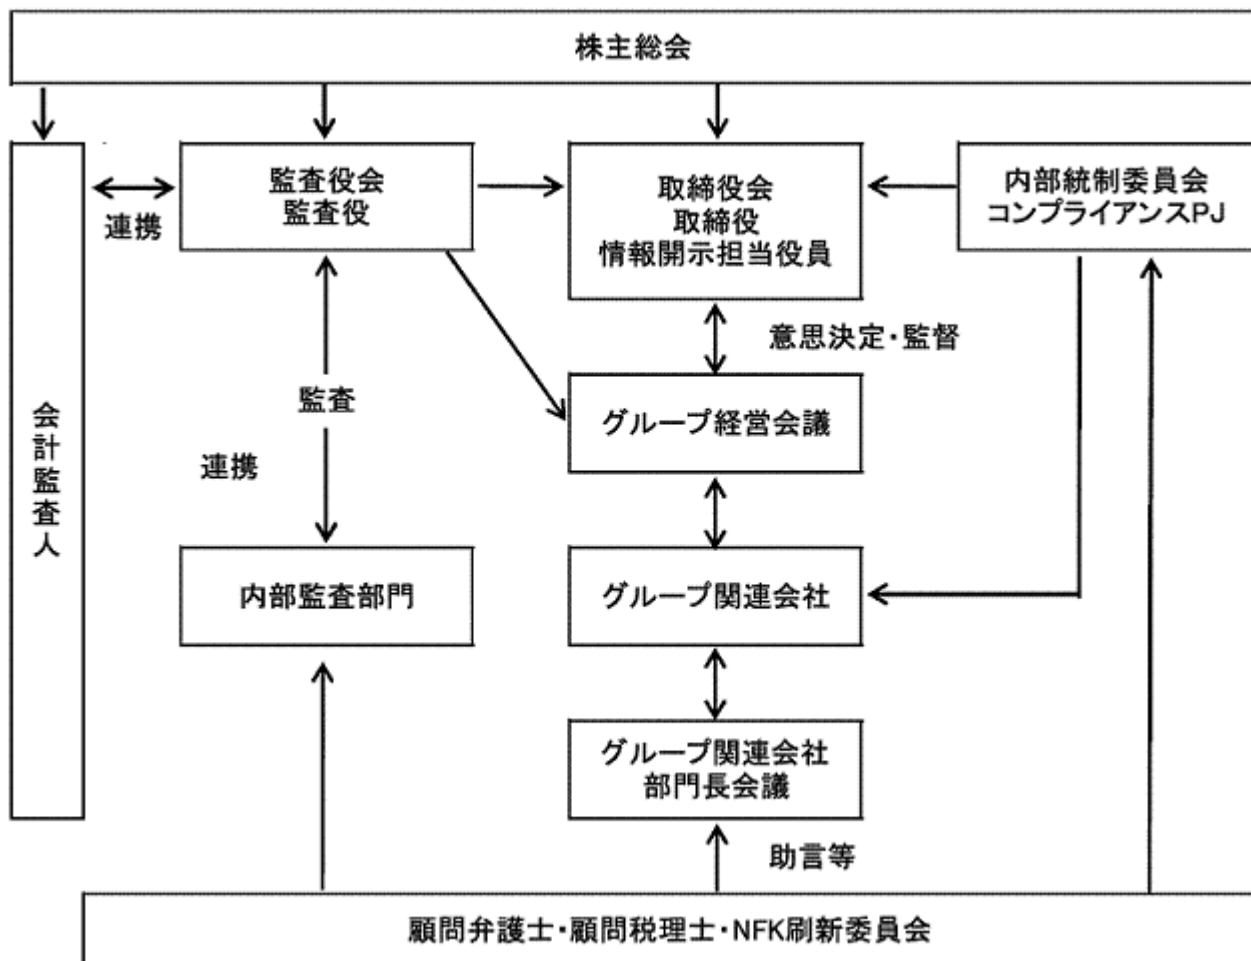 株主総会
監査役会
監査役
取締役会
取締役
情報開示担当役員
内部統制委員会
コンプライアンスPJ
連携
意思決定・監督
会計監査人
監査
グループ経営会議
連携
内部監査部門
グループ関連会社
グループ関連会社
部門長会議
助言等
顧問弁護士・顧問税理士・NFK刷新委員会